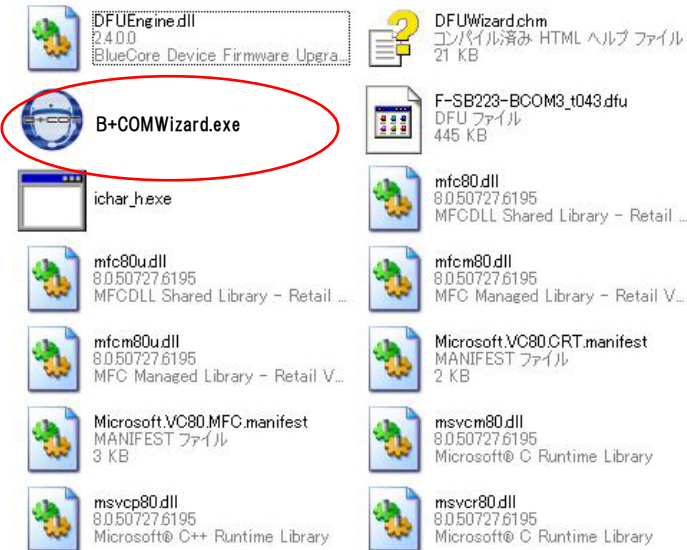 DFUEngine.dll
2.4.0.0
BlueCore Device Firmware Upgra...
DFUWizard.chm
コンパイル済み HTML ヘルプ ファイル
21 KB
B+COM
B+COMWizard.exe
F-SB223-BCOM3_t043.dfu
DFU ファイル
445 KB
ichar_h.exe
mfc80.dll
8.0.50727.6195
MFCDLL Shared Library - Retail ...
mfc80u.dll
8.0.50727.6195
MFCDLL Shared Library - Retail ...
mfcm80.dll
8.0.50727.6195
MFC Managed Library - Retail V...
mfcm80u.dll
8.0.50727.6195
MFC Managed Library - Retail V...
Microsoft.VC80.CRT.manifest
MANIFEST ファイル
2 KB
Microsoft.VC80.MFC.manifest
MANIFEST ファイル
3 KB
msvcm80.dll
8.0.50727.6195
Microsoft® C Runtime Library
msvcp80.dll
8.0.50727.6195
Microsoft® C++ Runtime Library
msvcr80.dll
8.0.50727.6195
Microsoft® C Runtime Library